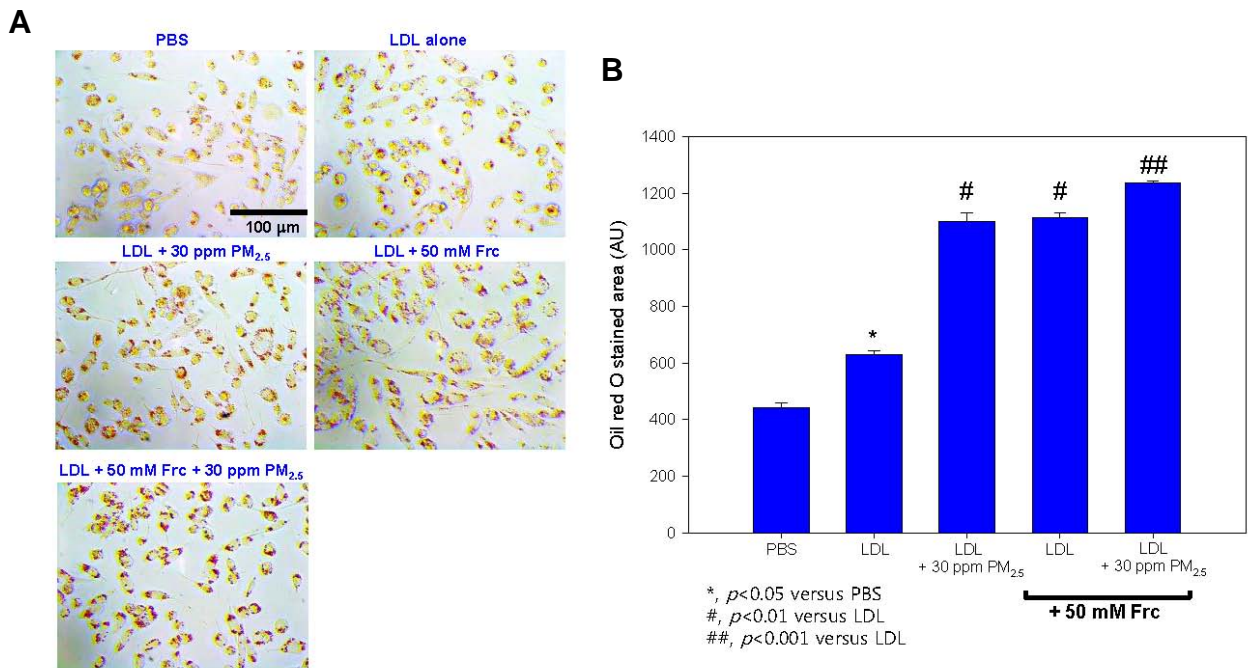 A
PBS
LDL alone
100 µm
LDL + 30 ppm PM2.5
LDL + 50 mM Frc
LDL + 50 mM Frc + 30 ppm PM2.5
B
Oil red O stained area (AU)
1400
1200
1000
800
600
400
200
0
*
#
#
##
PBS
LDL
LDL
+ 30 ppm PM2.5
LDL
LDL
+ 30 ppm PM2.5
+ 50 mM Frc
*, p<0.05 versus PBS
#, p<0.01 versus LDL
##, p<0.001 versus LDL